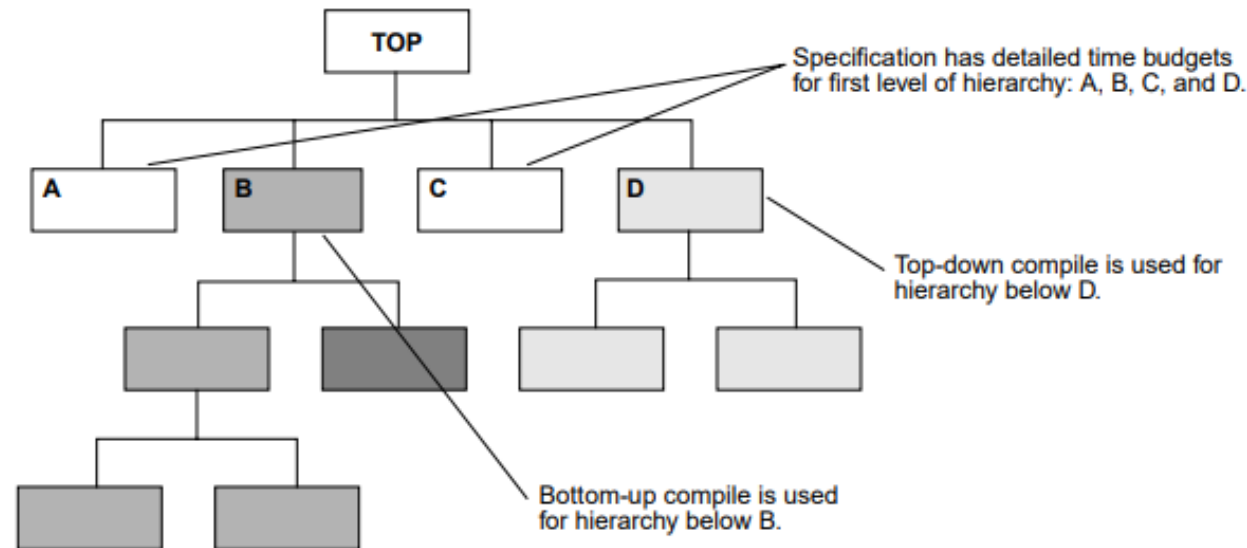 TOP
Specification has detailed time budgets
for first level of hierarchy: A, B, C, and D.
A
B
C
D
Top-down compile is used for
hierarchy below D.
Bottom-up compile is used
for hierarchy below B.